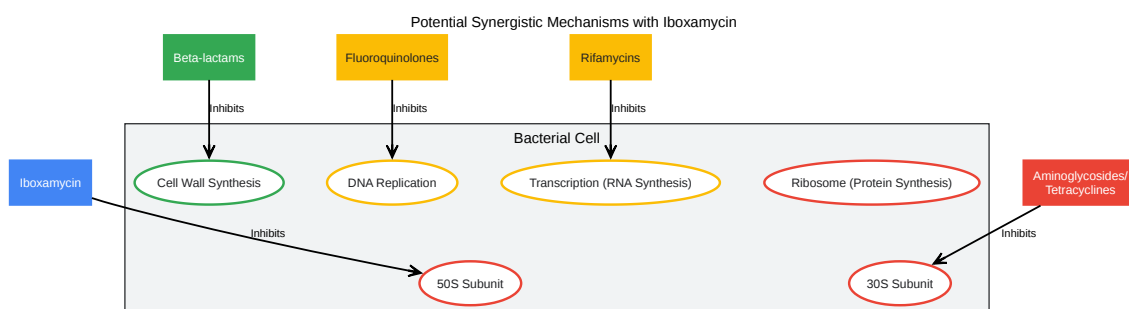 Potential Synergistic Mechanisms with Iboxamycin
Beta-lactams
Fluoroquinolones
Rifamycins
Inhibits
Inhibits
Inhibits
Bacterial Cell
Iboxamycin
Cell Wall Synthesis
DNA Replication
Transcription (RNA Synthesis)
Ribosome (Protein Synthesis)
Aminoglycosides/
Tetracyclines
Inhibits
Inhibits
50S Subunit
30S Subunit